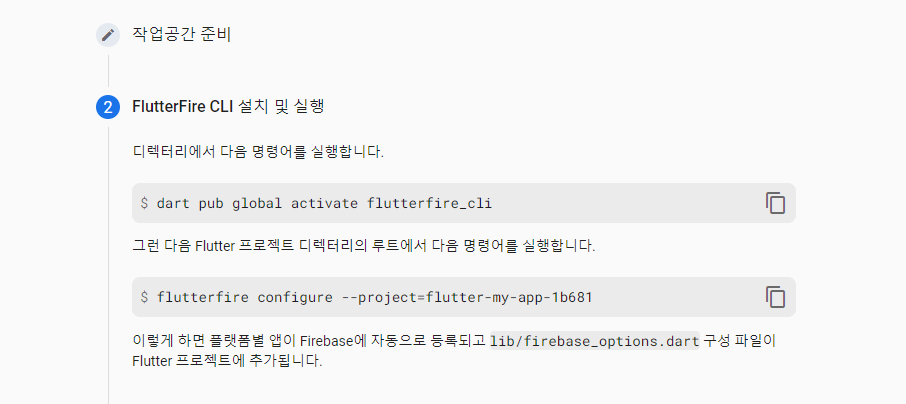 작업공간 준비
2 FlutterFire CLI 설치 및 실행
디렉터리에서 다음 명령어를 실행합니다.
$ dart pub global activate flutterfire_cli
그런 다음 Flutter 프로젝트 디렉터리의 루트에서 다음 명령어를 실행합니다.
$ flutterfire configure --project=flutter-my-app-1b681
이렇게 하면 플랫폼별 앱이 Firebase에 자동으로 등록되고 lib/firebase_options.dart 구성 파일이
Flutter 프로젝트에 추가됩니다.